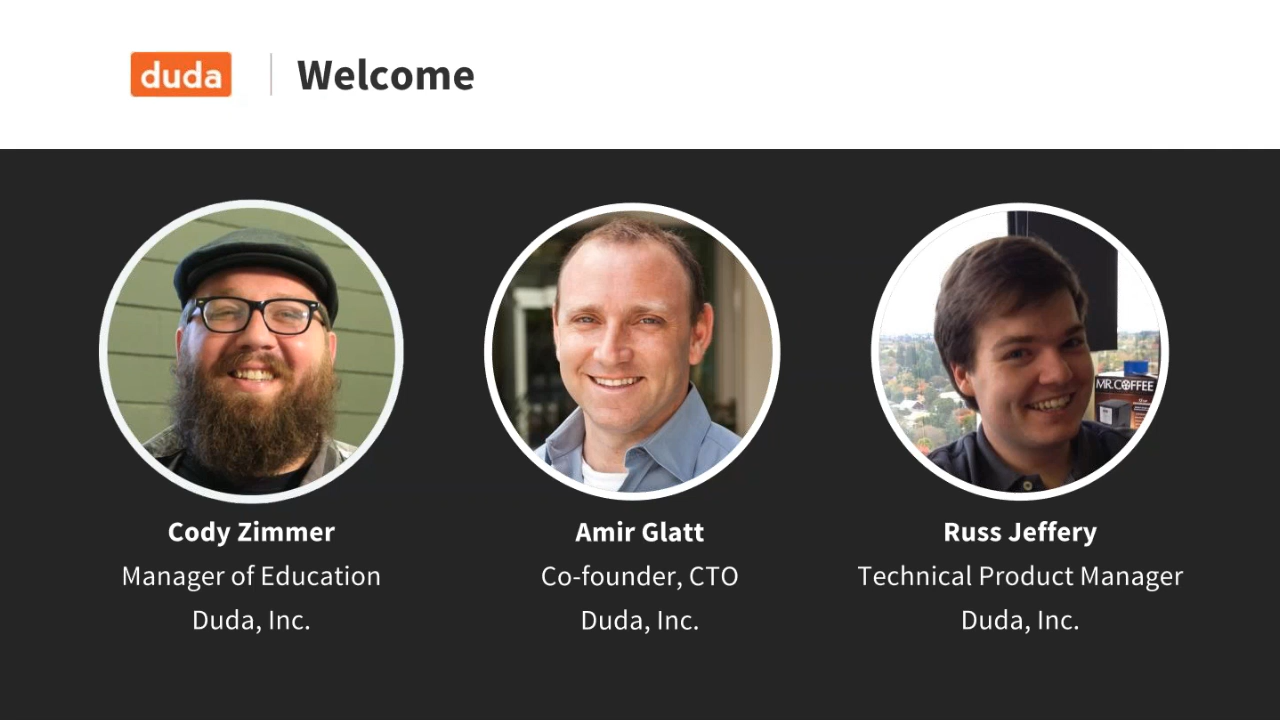 duda
Welcome
MR.COFFEE
Cody Zimmer
Manager of Education
Duda, Inc.
Amir Glatt
Co-founder, CTO
Duda, Inc.
Russ Jeffery
Technical Product Manager
Duda, Inc.